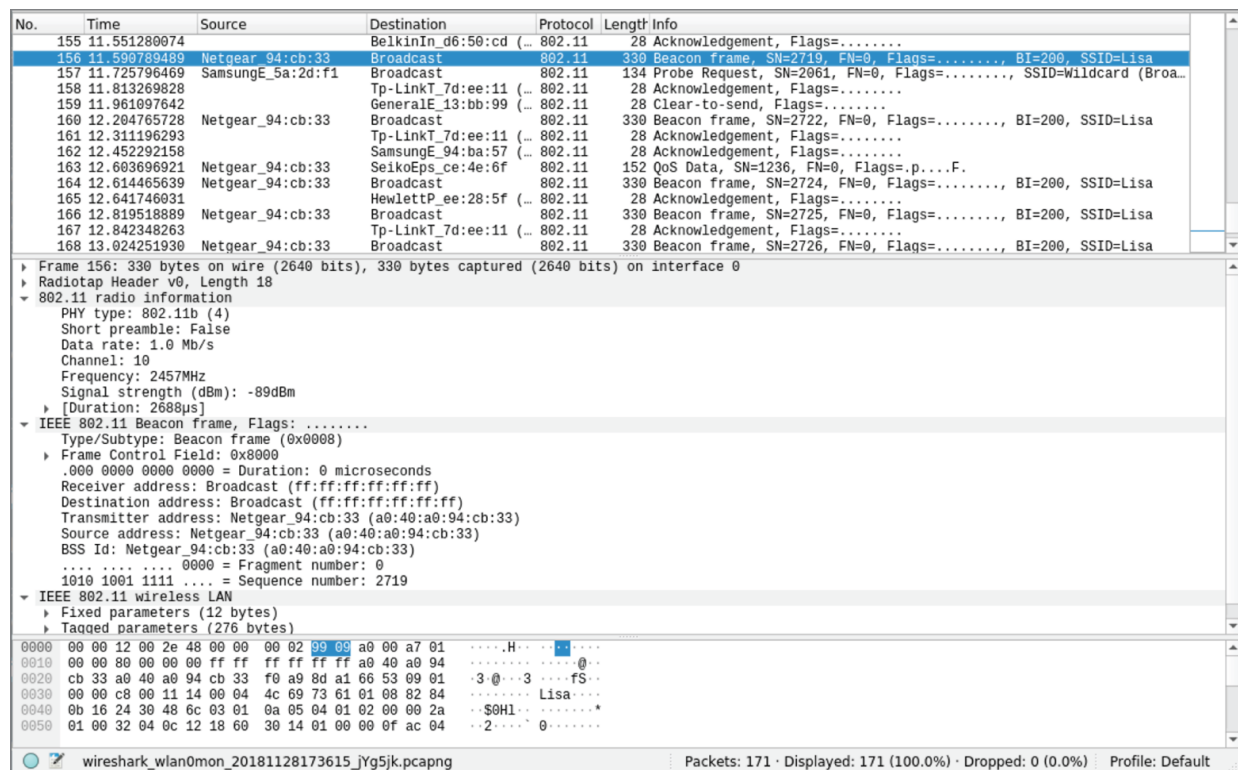 No. Time Source Destination Protocol Length Info
155 11.551280074 BelkinIn_d6:50:cd (… 802.11 28 Acknowledgement, Flags=........
156 11.590789489 Netgear_94:cb:33 Broadcast 802.11 330 Beacon frame, SN=2719, FN=0, Flags=........, BI=200, SSID=Lisa
157 11.725796469 SamsungE_5a:2d:f1 Broadcast 802.11 134 Probe Request, SN=2061, FN=0, Flags=........, SSID=Wildcard (Broa…
158 11.813269828 Tp-LinkT_7d:ee:11 (… 802.11 28 Acknowledgement, Flags=........
159 11.961097642 GeneralE_13:bb:99 (… 802.11 28 Clear-to-send, Flags=........
160 12.204765728 Netgear_94:cb:33 Broadcast 802.11 330 Beacon frame, SN=2722, FN=0, Flags=........, BI=200, SSID=Lisa
161 12.311196293 Tp-LinkT_7d:ee:11 (… 802.11 28 Acknowledgement, Flags=........
162 12.452292158 SamsungE_94:ba:57 (… 802.11 28 Acknowledgement, Flags=........
163 12.603696921 Netgear_94:cb:33 SeikoEps_ce:4e:6f 802.11 152 QoS Data, SN=1236, FN=0, Flags=.p....F.
164 12.614465639 Netgear_94:cb:33 Broadcast 802.11 330 Beacon frame, SN=2724, FN=0, Flags=........, BI=200, SSID=Lisa
165 12.641746031 HewlettP_ee:28:5f (… 802.11 28 Acknowledgement, Flags=........
166 12.819518889 Netgear_94:cb:33 Broadcast 802.11 330 Beacon frame, SN=2725, FN=0, Flags=........, BI=200, SSID=Lisa
167 12.842348263 Tp-LinkT_7d:ee:11 (… 802.11 28 Acknowledgement, Flags=........
168 13.024251930 Netgear_94:cb:33 Broadcast 802.11 330 Beacon frame, SN=2726, FN=0, Flags=........, BI=200, SSID=Lisa
Frame 156: 330 bytes on wire (2640 bits), 330 bytes captured (2640 bits) on interface 0
Radiotap Header v0, Length 18
802.11 radio information
PHY type: 802.11b (4)
Short preamble: False
Data rate: 1.0 Mb/s
Channel: 10
Frequency: 2457MHz
Signal strength (dBm): -89dBm
[Duration: 2688µs]
IEEE 802.11 Beacon frame, Flags: ........
Type/Subtype: Beacon frame (0x0008)
Frame Control Field: 0x8000
.000 0000 0000 0000 = Duration: 0 microseconds
Receiver address: Broadcast (ff:ff:ff:ff:ff:ff)
Destination address: Broadcast (ff:ff:ff:ff:ff:ff)
Transmitter address: Netgear_94:cb:33 (a0:40:a0:94:cb:33)
Source address: Netgear_94:cb:33 (a0:40:a0:94:cb:33)
BSS Id: Netgear_94:cb:33 (a0:40:a0:94:cb:33)
.... .... .... 0000 = Fragment number: 0
1010 1001 1111 .... = Sequence number: 2719
IEEE 802.11 wireless LAN
Fixed parameters (12 bytes)
Tagged parameters (276 bytes)
0000 00 00 12 00 2e 48 00 00 00 02 99 09 a0 00 a7 01 ····.H·· ········
0010 00 00 80 00 00 00 ff ff ff ff ff ff a0 40 a0 94 ········ ·····@··
0020 cb 33 a0 40 a0 94 cb 33 f0 a9 8d a1 66 53 09 01 ·3·@···3 ····fS··
0030 00 00 c8 00 11 14 00 04 4c 69 73 61 01 08 82 84 ········ Lisa····
0040 0b 16 24 30 48 6c 03 01 0a 05 04 01 02 00 00 2a ··$0Hl·· ·······*
0050 01 00 32 04 0c 12 18 60 30 14 01 00 00 0f ac 04 ··2····` 0·······
wireshark_wlan0mon_20181128173615_jYg5jk.pcapng Packets: 171 · Displayed: 171 (100.0%) · Dropped: 0 (0.0%) Profile: Default